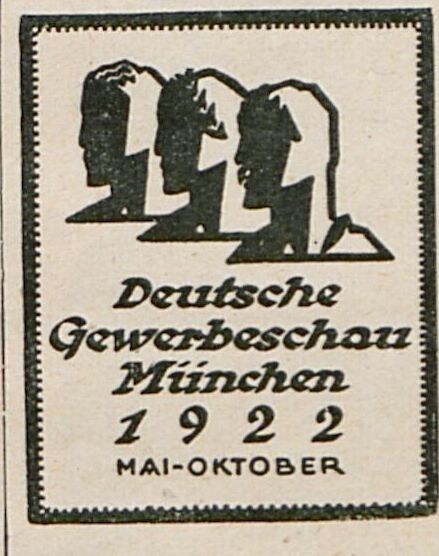 Deutsche
Gewerbeschau
München
1922
MAI-OKTOBER